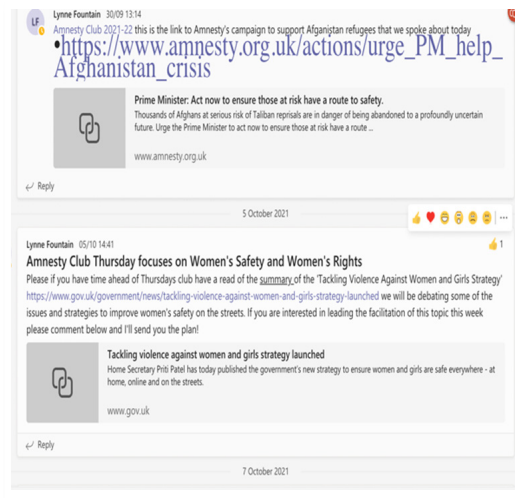 LF
Lynne Fountain 30/09 13:14
Amnesty Club 2021-22 this is the link to Amnesty's campaign to support Afganistan refugees that we spoke about today
•https://www.amnesty.org.uk/actions/urge_PM_help_
Afghanistan_crisis
Prime Minister: Act now to ensure those at risk have a route to safety.
Thousands of Afghans at serious risk of Taliban reprisals are in danger of being abandoned to a profoundly uncertain
future. Urge the Prime Minister to act now to ensure those at risk have a route ...
www.amnesty.org.uk
Reply
5 October 2021
Lynne Fountain 05/10 14:41
1
Amnesty Club Thursday focuses on Women's Safety and Women's Rights
Please if you have time ahead of Thursdays club have a read of the summary of the 'Tackling Violence Against Women and Girls Strategy'
https://www.gov.uk/government/news/tackling-violence-against-women-and-girls-strategy-launched we will be debating some of the
issues and strategies to improve women's safety on the streets. If you are interested in leading the facilitation of this topic this week
please comment below and I'll send you the plan!
Tackling violence against women and girls strategy launched
Home Secretary Priti Patel has today published the government's new strategy to ensure women and girls are safe everywhere - at
home, online and on the streets.
www.gov.uk
Reply
7 October 2021